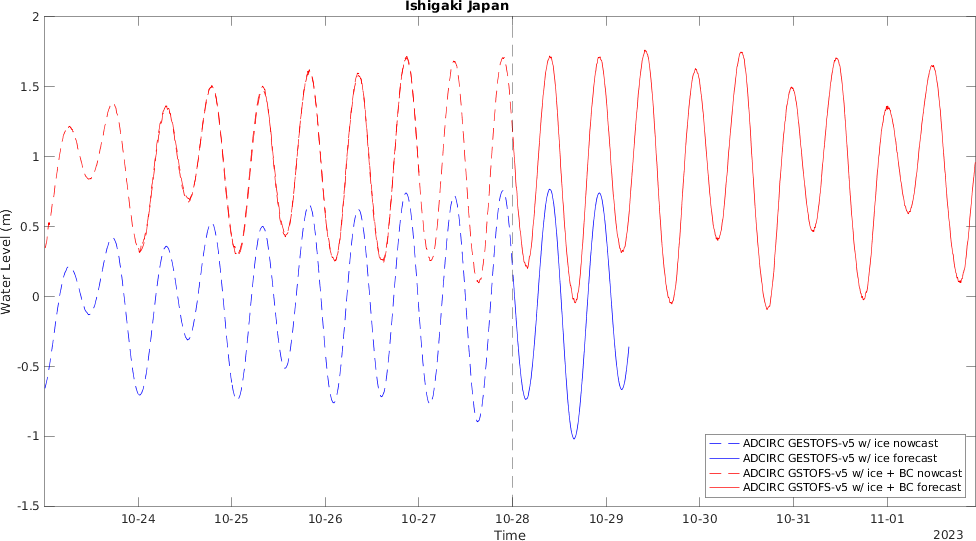 Ishigaki Japan
2
1.5
1
0.5
0
-0.5
-1
-1.5
Water Level (m)
10-24
10-25
10-26
10-27
10-28
10-29
10-30
10-31
11-01
Time
2023
ADCIRC GESTOFS-v5 w/ ice nowcast
ADCIRC GESTOFS-v5 w/ ice forecast
ADCIRC GSTOFS-v5 w/ ice + BC nowcast
ADCIRC GSTOFS-v5 w/ ice + BC forecast